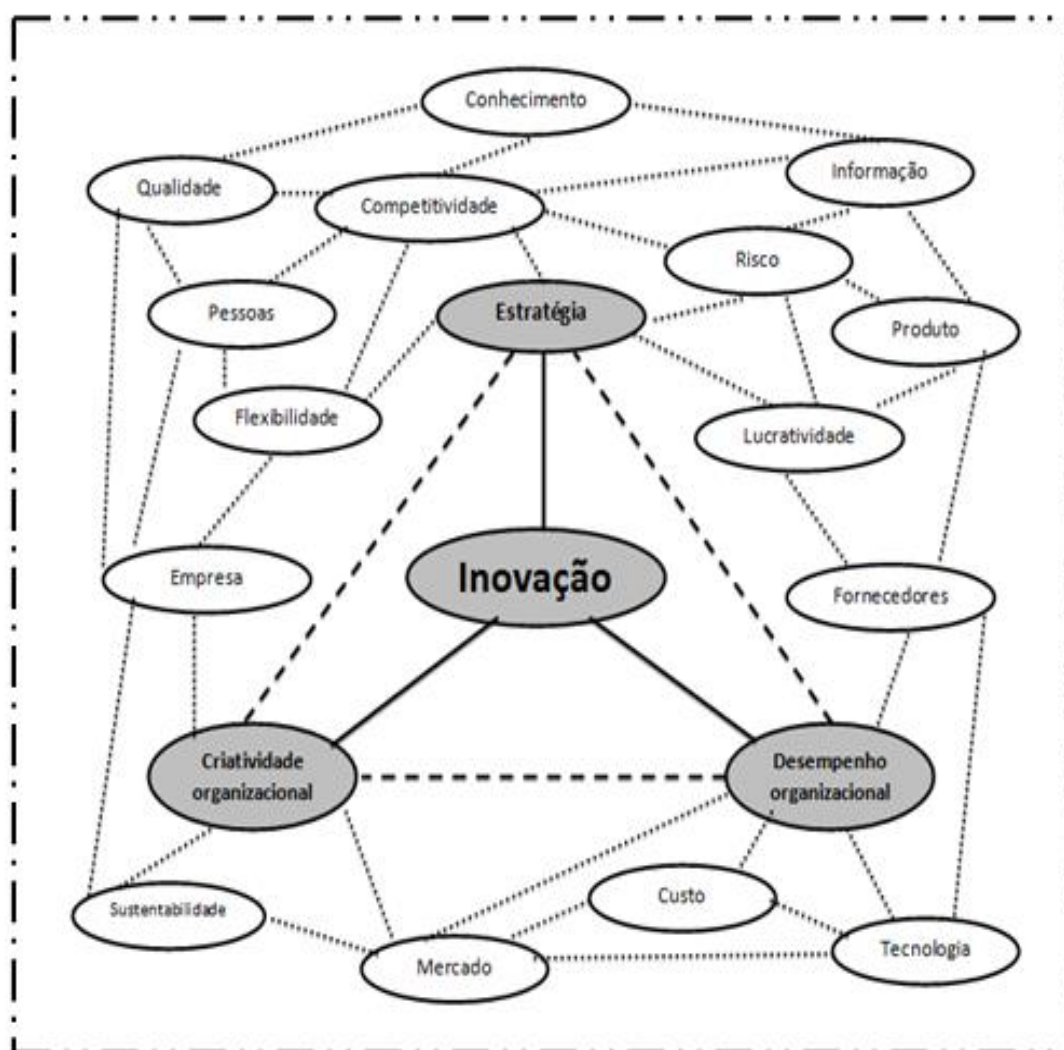 Conhecimento
Informação
Qualidade
Competitividade
Risco
Pessoas
Estratégia
Produto
Flexibilidade
Lucratividade
Inovação
Empresa
Fornecedores
Criatividade
organizacional
Desempenho
organizacional
Custo
Sustentabilidade
Mercado
Tecnologia